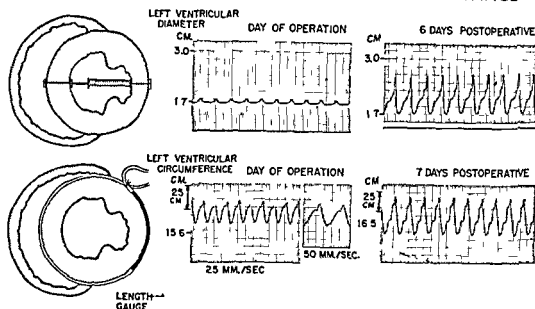 LEFT VENTRICULAR
DIAMETER
DAY OF OPERATION
6 DAYS POSTOPERATIVE
CM.
3.0
1.7
CM.
3.0
1.7
LEFT VENTRICULAR
CIRCUMFERENCE
DAY OF OPERATION
7 DAYS POSTOPERATIVE
CM
.25
CM
15.6
25 MM./SEC
50 MM./SEC.
CM
.25
CM
16.5
LENGTH
GAUGE